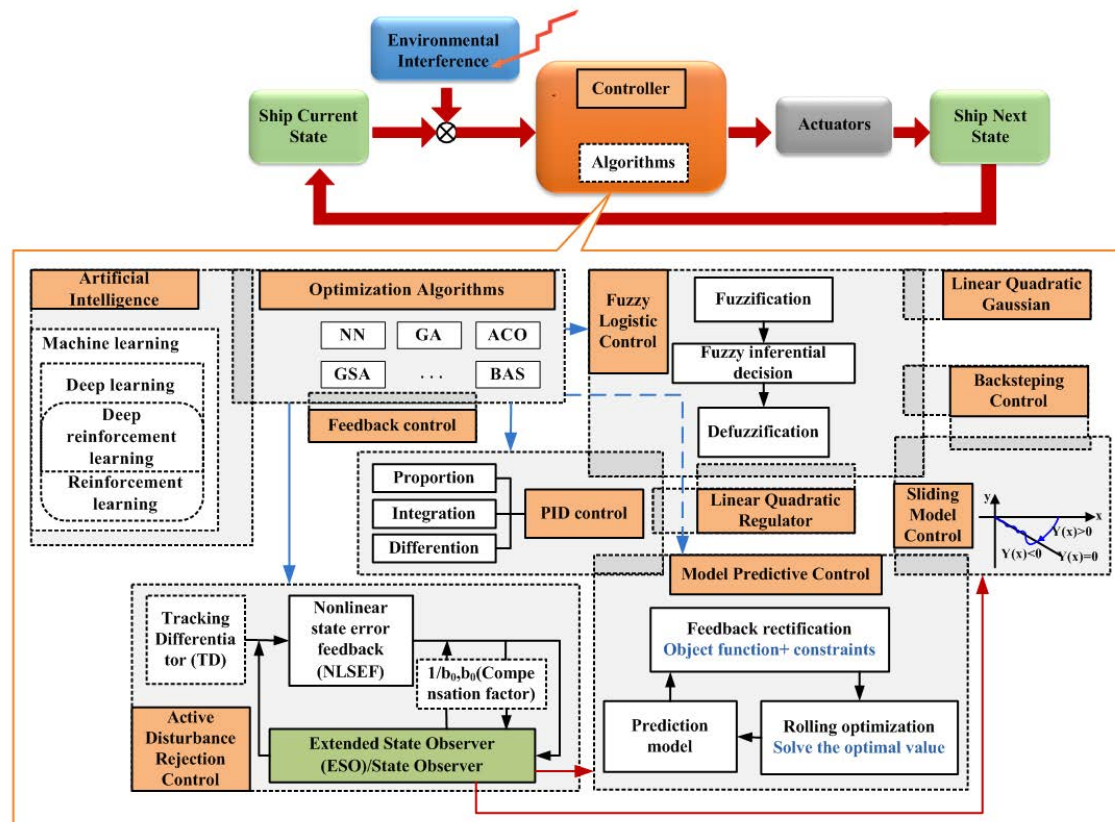 Environmental
Interference
Controller
Ship Current
State
Actuators
Ship Next
State
Algorithms
Artificial
Intelligence
Optimization Algorithms
NN
GA
ACO
GSA
. . .
BAS
Machine learning
Deep learning
Deep
reinforcement
learning
Reinforcement
learning
Feedback control
Fuzzy
Logistic
Control
Fuzzification
Fuzzy inferential
decision
Defuzzification
Linear Quadratic
Gaussian
Backsteping
Control
Proportion
Integration
Differention
PID control
Linear Quadratic
Regulator
Sliding
Model
Control
y
x
Y(x)>0
Y(x)<0
Y(x)=0
Model Predictive Control
Feedback rectification
Object function+ constraints
Prediction
model
Rolling optimization
Solve the optimal value
Tracking
Differentia
tor (TD)
Nonlinear
state error
feedback
(NLSEF)
1/b₀,b₀(Compe
nsation factor)
Active
Disturbance
Rejection
Control
Extended State Observer
(ESO)/State Observer